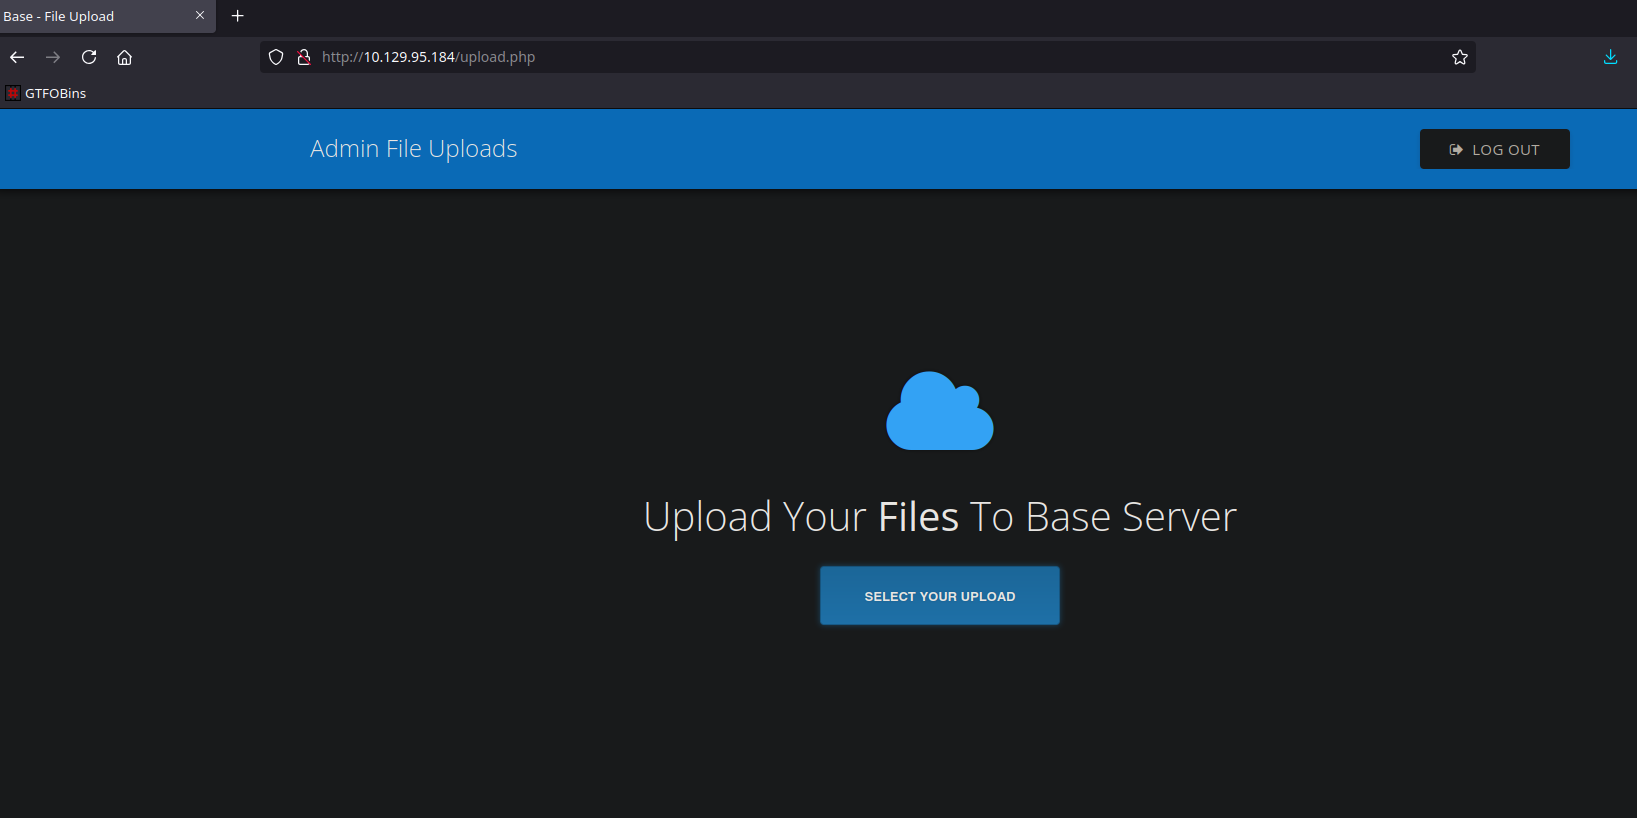 Base - File Upload
http://10.129.95.184/upload.php
GTFOBins
Admin File Uploads
LOG OUT
Upload Your Files To Base Server
SELECT YOUR UPLOAD